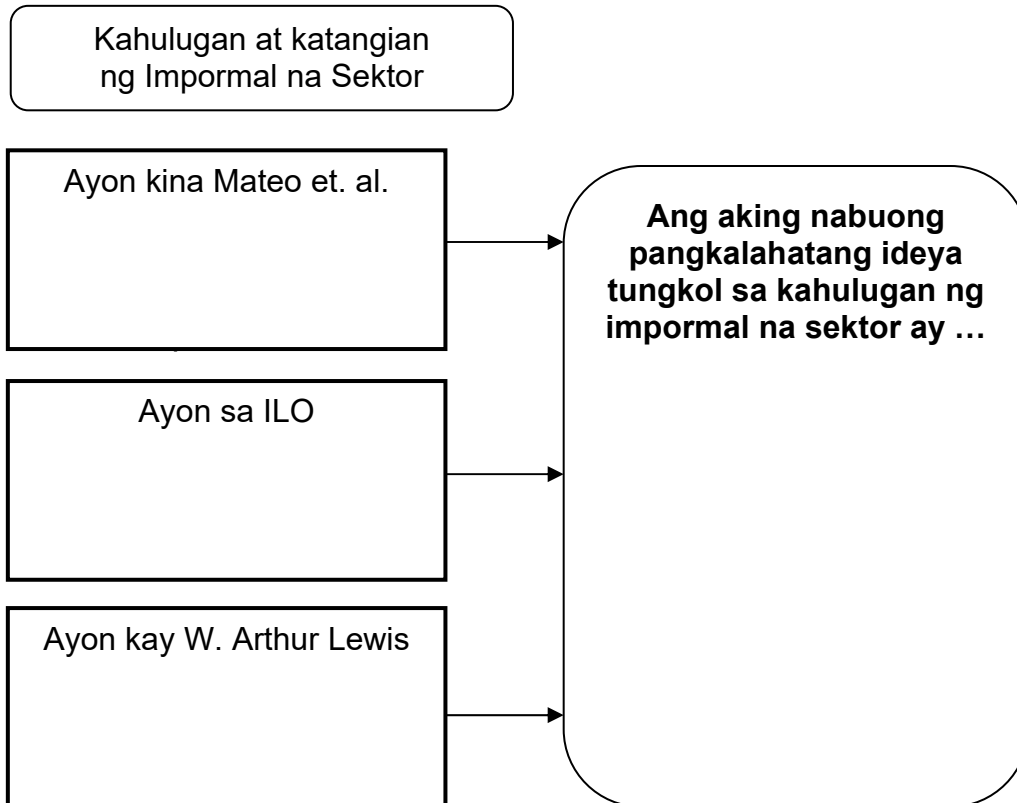 Kahulugan at katangian
ng Impormal na Sektor
Ayon kina Mateo et. al.
Ang aking nabuong
pangkalahatang ideya
tungkol sa kahulugan ng
impormal na sektor ay …
Ayon sa ILO
Ayon kay W. Arthur Lewis